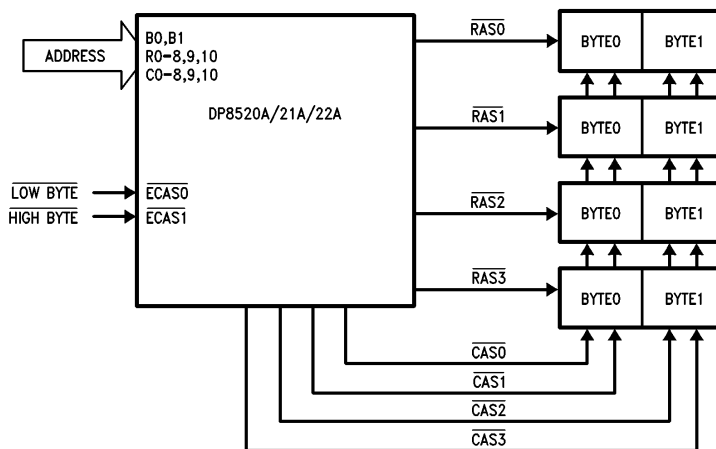 ADDRESS
B0,B1
R0-8,9,10
C0-8,9,10
DP8520A/21A/22A
LOW BYTE
HIGH BYTE
ECAS0
ECAS1
RAS0
BYTE0 BYTE1
RAS1
BYTE0 BYTE1
RAS2
BYTE0 BYTE1
RAS3
BYTE0 BYTE1
CAS0
CAS1
CAS2
CAS3